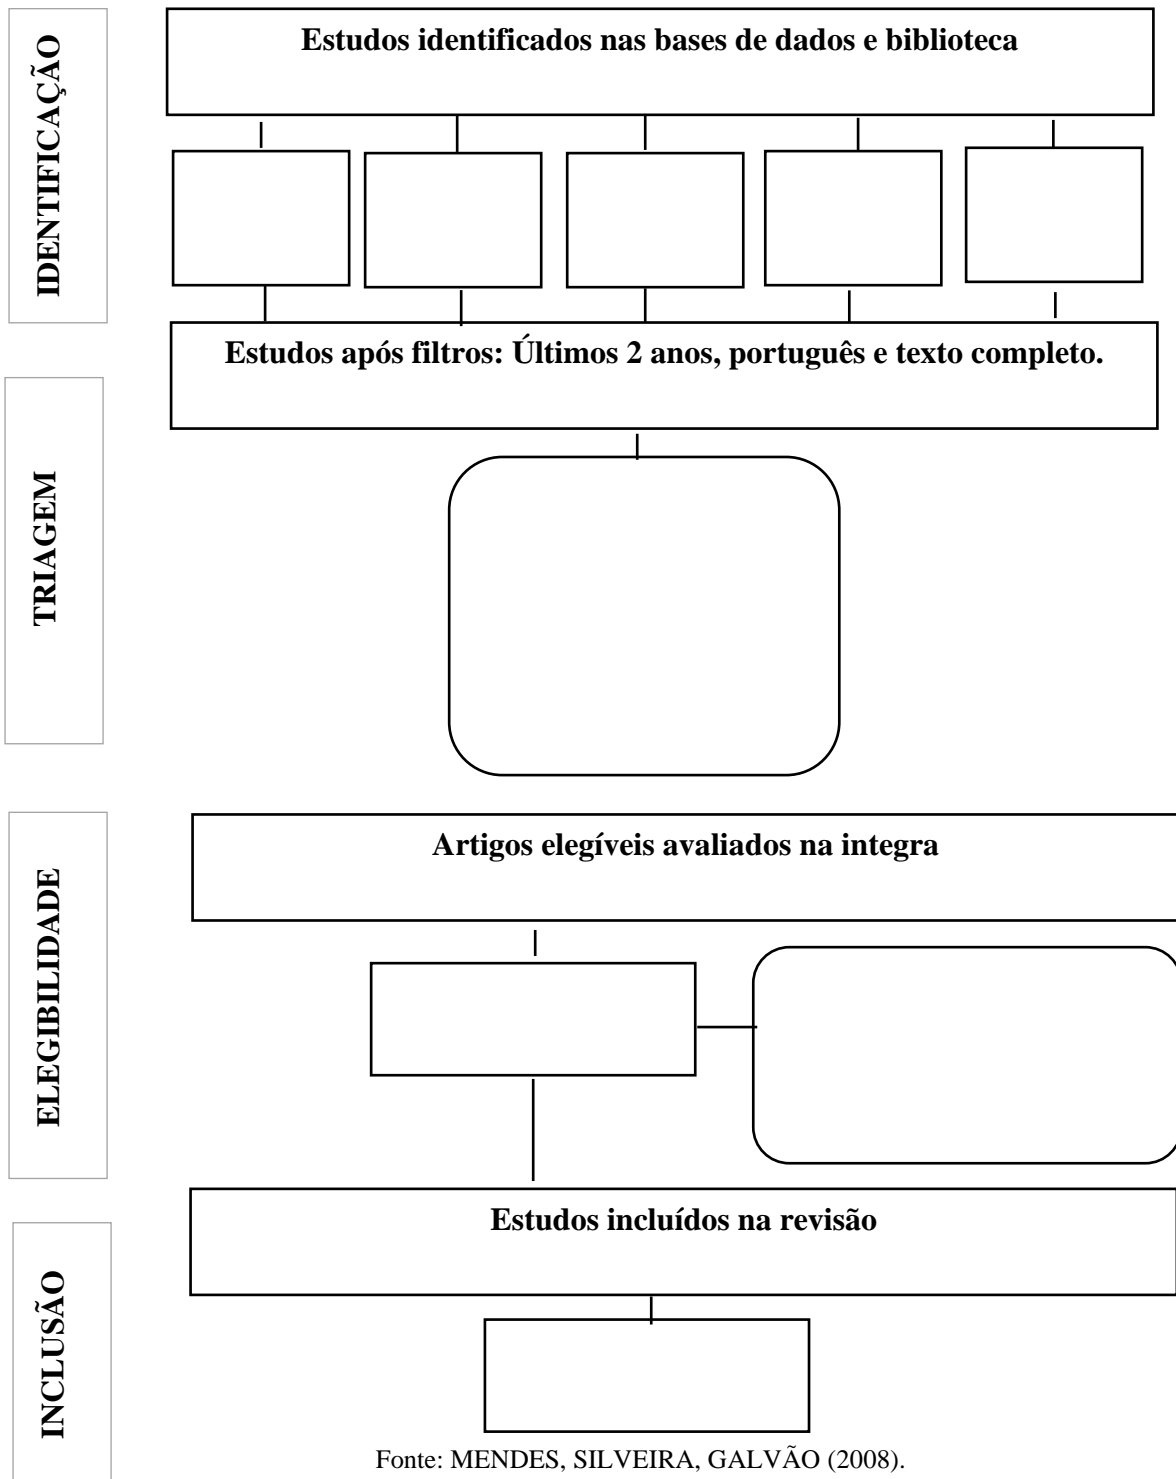 IDENTIFICAÇÃO
Estudos identificados nas bases de dados e biblioteca
Estudos após filtros: Últimos 2 anos, português e texto completo.
TRIAGEM
ELEGIBILIDADE
Artigos elegíveis avaliados na integra
Estudos incluídos na revisão
INCLUSÃO
Fonte: MENDES, SILVEIRA, GALVÃO (2008).